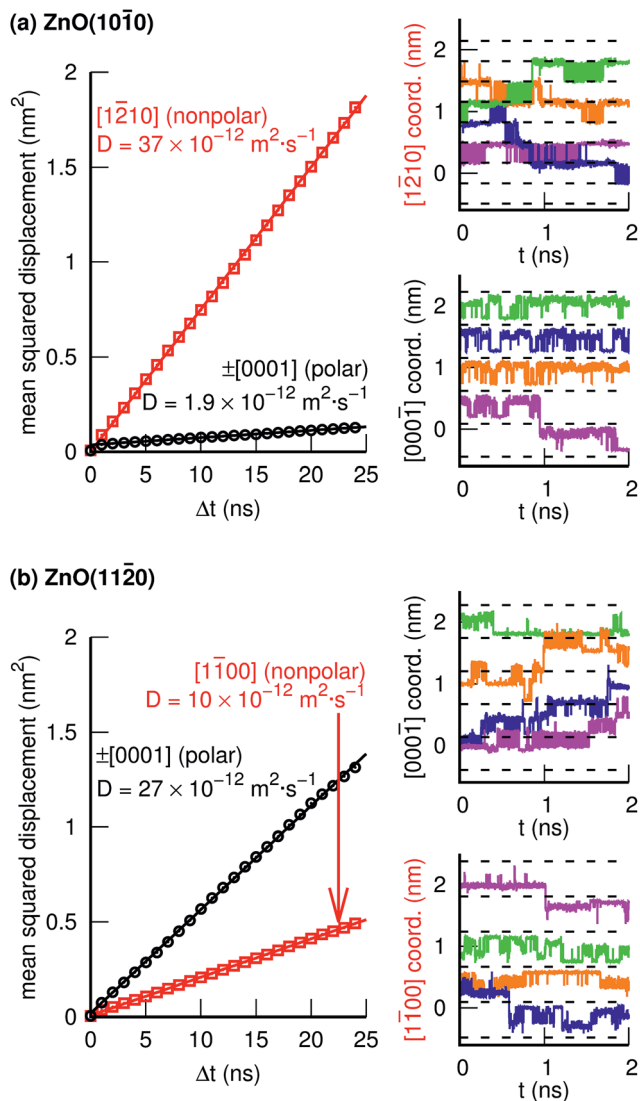 (a) ZnO(101̄0)
mean squared displacement (nm²)
2
1.5
1
0.5
0
[12̄10] (nonpolar)
D = 37 × 10⁻¹² m²·s⁻¹
±[0001] (polar)
D = 1.9 × 10⁻¹² m²·s⁻¹
0 5 10 15 20 25
Δt (ns)
[12̄10] coord. (nm)
2
1
0
0 1 2
t (ns)
[0001̄] coord. (nm)
2
1
0
0 1 2
t (ns)
(b) ZnO(112̄0)
mean squared displacement (nm²)
2
1.5
1
0.5
0
[11̄00] (nonpolar)
D = 10 × 10⁻¹² m²·s⁻¹
±[0001] (polar)
D = 27 × 10⁻¹² m²·s⁻¹
0 5 10 15 20 25
Δt (ns)
[0001̄] coord. (nm)
2
1
0
0 1 2
t (ns)
[11̄00] coord. (nm)
2
1
0
0 1 2
t (ns)